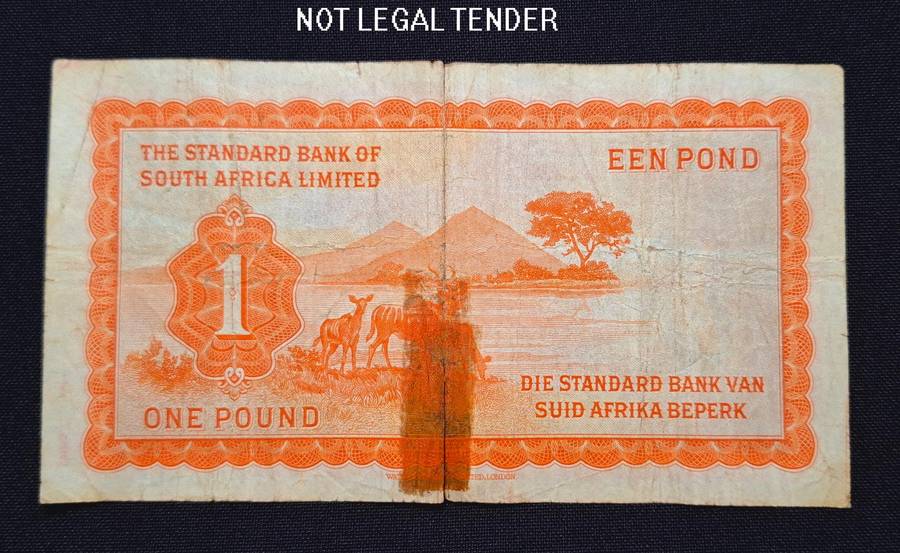 NOT LEGAL TENDER
THE STANDARD BANK OF
SOUTH AFRICA LIMITED
EEN POND
1
DIE STANDARD BANK VAN
SUID AFRIKA BEPERK
ONE POUND
LONDON